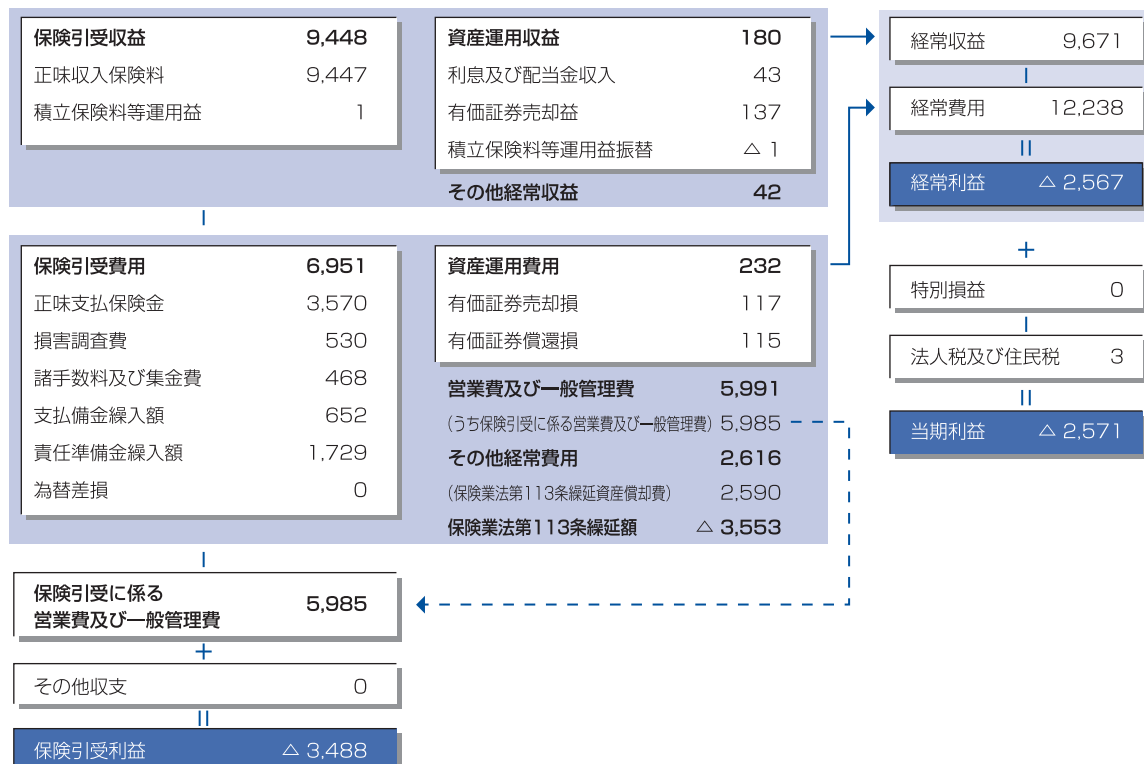 保険引受収益 9,448
正味収入保険料 9,447
積立保険料等運用益 1
資産運用収益 180
利息及び配当金収入 43
有価証券売却益 137
積立保険料等運用益振替 △ 1
その他経常収益 42
－
保険引受費用 6,951
正味支払保険金 3,570
損害調査費 530
諸手数料及び集金費 468
支払備金繰入額 652
責任準備金繰入額 1,729
為替差損 0
資産運用費用 232
有価証券売却損 117
有価証券償還損 115
営業費及び一般管理費 5,991
(うち保険引受に係る営業費及び一般管理費) 5,985
その他経常費用 2,616
(保険業法第113条繰延資産償却費) 2,590
保険業法第113条繰延額 △ 3,553
－
保険引受に係る
営業費及び一般管理費 5,985
＋
その他収支 0
＝
保険引受利益 △ 3,488
経常収益 9,671
－
経常費用 12,238
＝
経常利益 △ 2,567
＋
特別損益 0
－
法人税及び住民税 3
＝
当期利益 △ 2,571